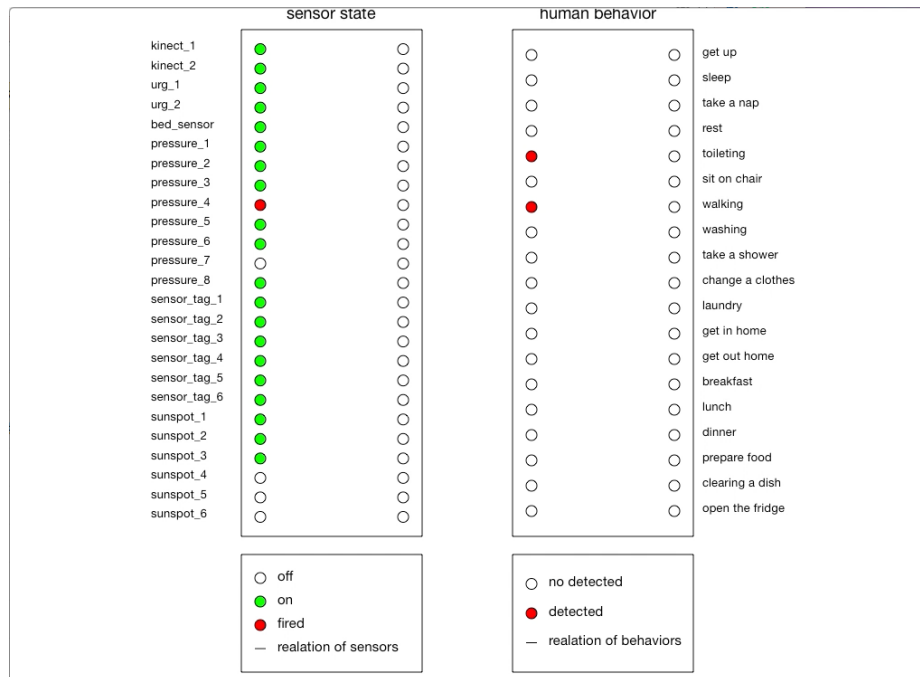 sensor state
human behavior
kinect_1
kinect_2
urg_1
urg_2
bed_sensor
pressure_1
pressure_2
pressure_3
pressure_4
pressure_5
pressure_6
pressure_7
pressure_8
sensor_tag_1
sensor_tag_2
sensor_tag_3
sensor_tag_4
sensor_tag_5
sensor_tag_6
sunspot_1
sunspot_2
sunspot_3
sunspot_4
sunspot_5
sunspot_6
get up
sleep
take a nap
rest
toileting
sit on chair
walking
washing
take a shower
change a clothes
laundry
get in home
get out home
breakfast
lunch
dinner
prepare food
clearing a dish
open the fridge
off
on
fired
realation of sensors
no detected
detected
realation of behaviors